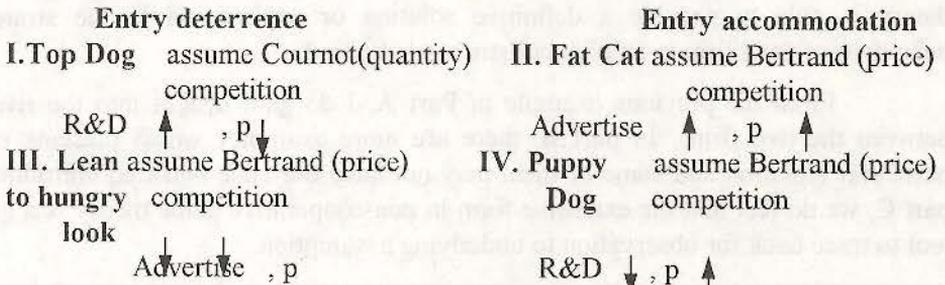 Entry deterrence Entry accommodation
I.Top Dog assume Cournot(quantity) II. Fat Cat assume Bertrand (price)
competition competition
R&D ↑ , p↓ Advertise ↑ , p ↑
III. Lean assume Bertrand (price) IV. Puppy assume Bertrand (price)
to hungry competition Dog competition
look
Advertise ↓ ↓ , p R&D ↓ , p ↑